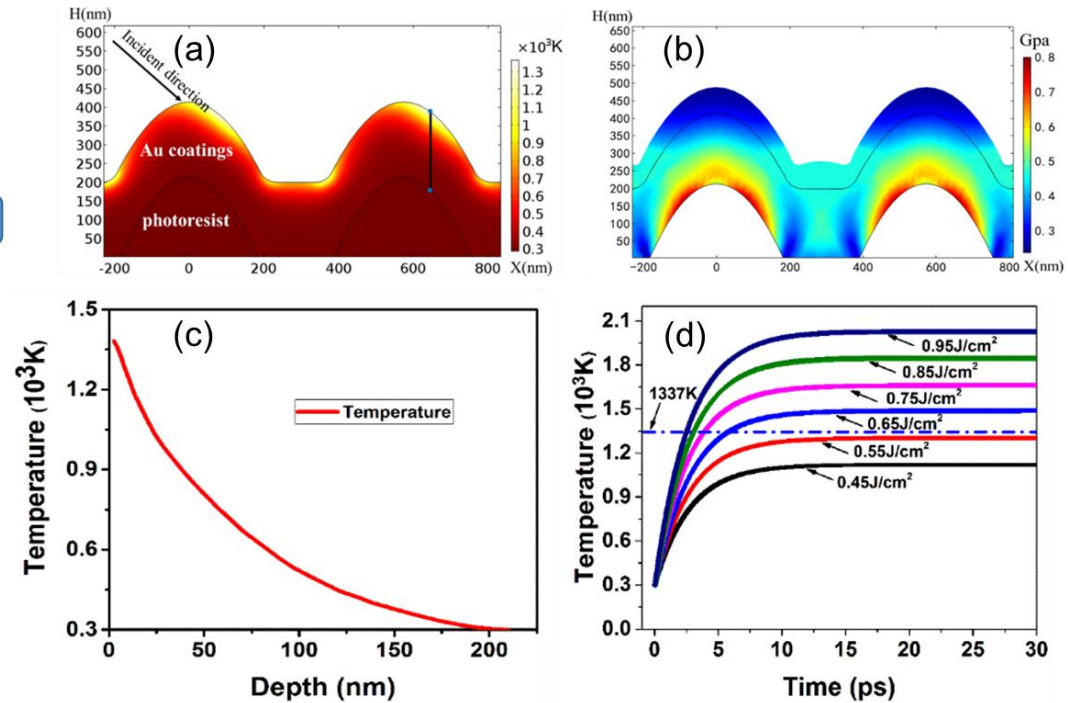 H(nm)
(a)
Incident direction
×10³K
600
550
500
450
400
350
300
250
200
150
100
50
Au coatings
photoresist
1.3
1.2
1.1
1
0.9
0.8
0.7
0.6
0.5
0.4
0.3
-200 0 200 400 600 800 X(nm)
H(nm)
(b)
Gpa
650
600
550
500
450
400
350
300
250
200
150
100
50
0.8
0.7
0.6
0.5
0.4
0.3
−200 0 200 400 600 800 X(nm)
(c)
Temperature (10³K)
1.5
1.2
0.9
0.6
0.3
Temperature
0 50 100 150 200
Depth (nm)
(d)
Temperature (10³K)
2.1
1.8
1.5
1.2
0.9
0.6
0.3
0.95J/cm²
0.85J/cm²
1337K
0.75J/cm²
0.65J/cm²
0.55J/cm²
0.45J/cm²
0 5 10 15 20 25 30
Time (ps)